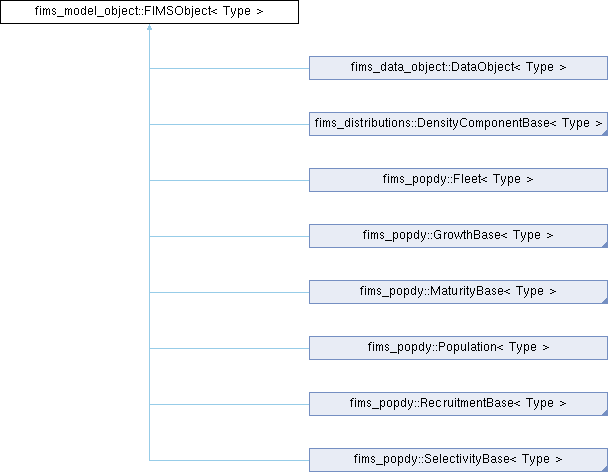 fims_model_object::FIMSObject< Type >
fims_data_object::DataObject< Type >
fims_distributions::DensityComponentBase< Type >
fims_popdy::Fleet< Type >
fims_popdy::GrowthBase< Type >
fims_popdy::MaturityBase< Type >
fims_popdy::Population< Type >
fims_popdy::RecruitmentBase< Type >
fims_popdy::SelectivityBase< Type >